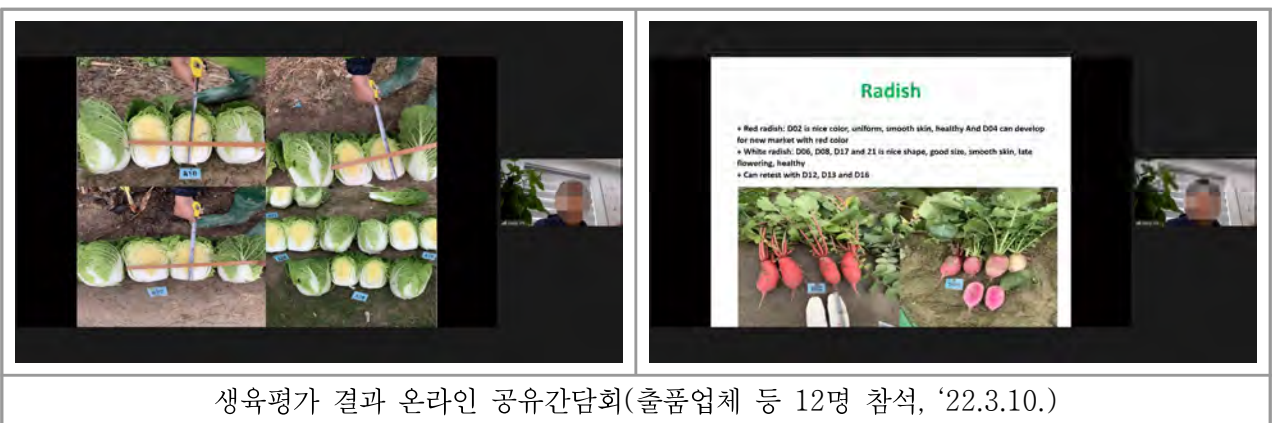 Radish
+ Red radish: D02 is nice color, uniform, smooth skin, healthy And D04 can develop
for new market with red color
+ White radish: D06, D08, D17 and 21 is nice shape, good size, smooth skin, late
flowering, healthy
+ Can retest with D12, D13 and D16
생육평가 결과 온라인 공유간담회(출품업체 등 12명 참석, ‘22.3.10.)